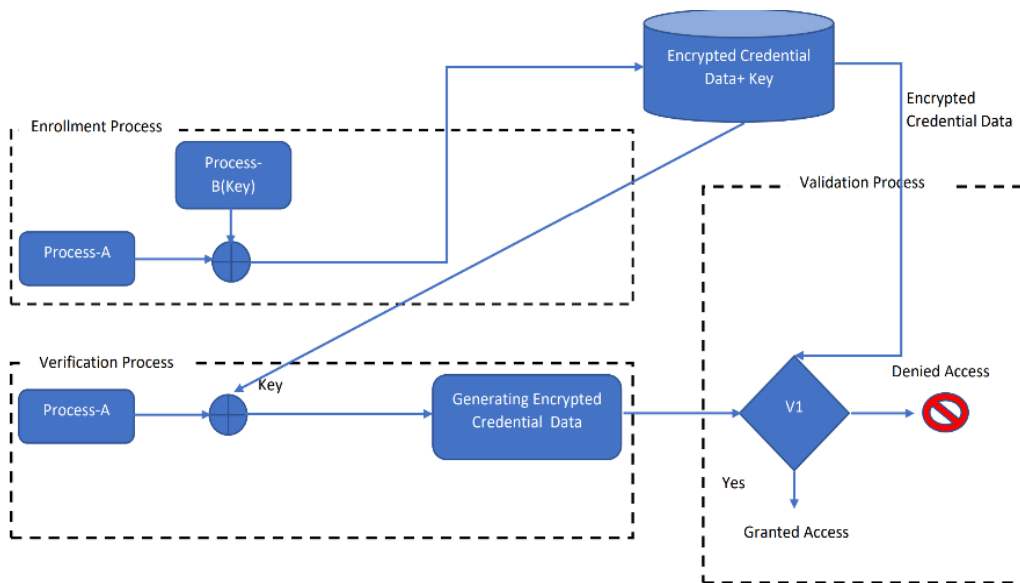 Encrypted Credential
Data+ Key
Encrypted
Credential Data
Enrollment Process
Process-
B(Key)
Process-A
Validation Process
Verification Process
Key
Process-A
Generating Encrypted
Credential Data
V1
Denied Access
Yes
Granted Access